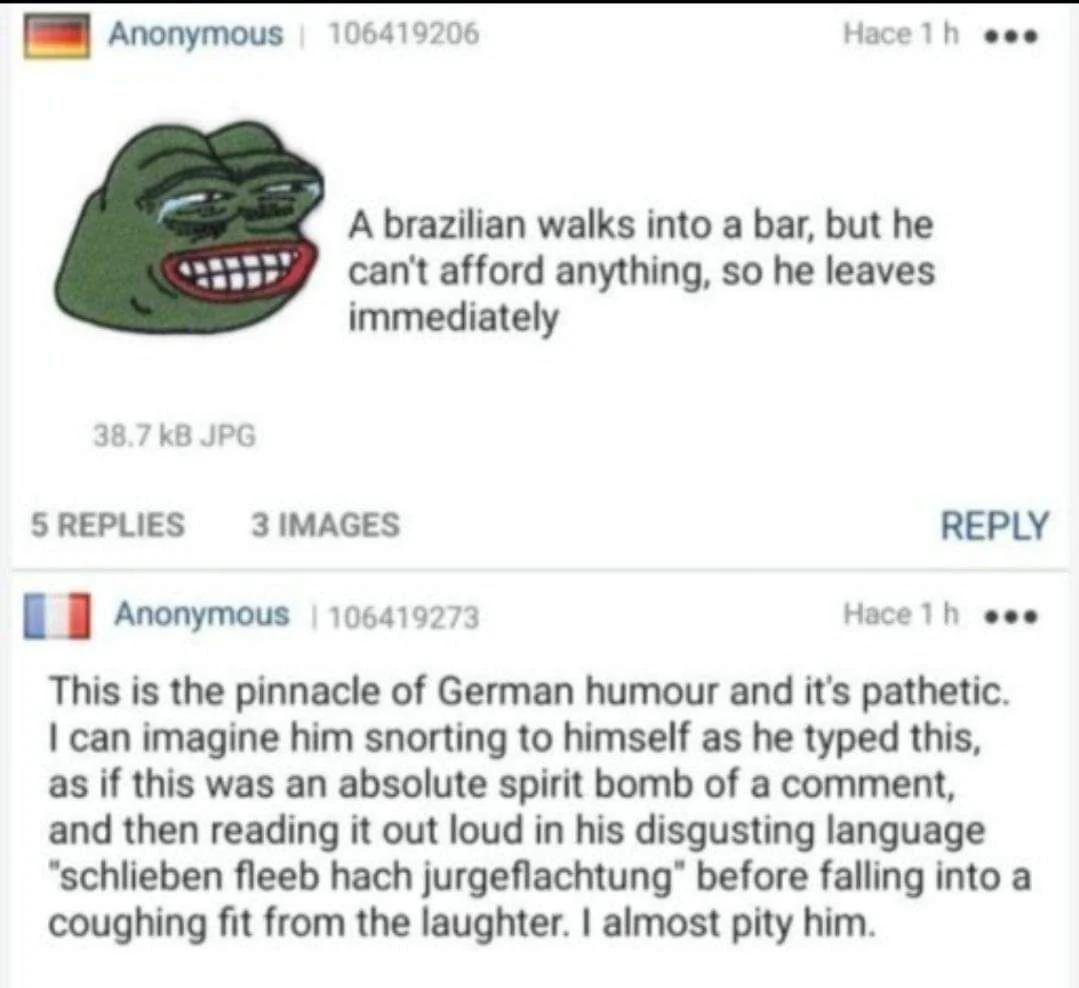 Anonymous | 106419206 Hace 1 h •••
A brazilian walks into a bar, but he
can't afford anything, so he leaves
immediately
38.7 kB JPG
5 REPLIES 3 IMAGES REPLY
Anonymous | 106419273 Hace 1 h •••
This is the pinnacle of German humour and it's pathetic.
I can imagine him snorting to himself as he typed this,
as if this was an absolute spirit bomb of a comment,
and then reading it out loud in his disgusting language
"schlieben fleeb hach jurgeflachtung" before falling into a
coughing fit from the laughter. I almost pity him.